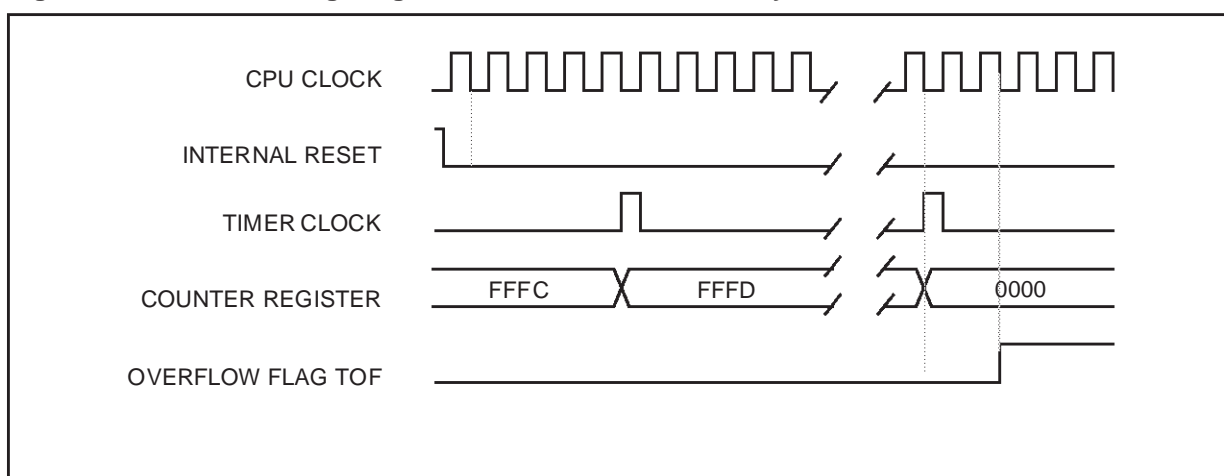 CPU CLOCK
INTERNAL RESET
TIMER CLOCK
COUNTER REGISTER FFFC FFFD 0000
OVERFLOW FLAG TOF